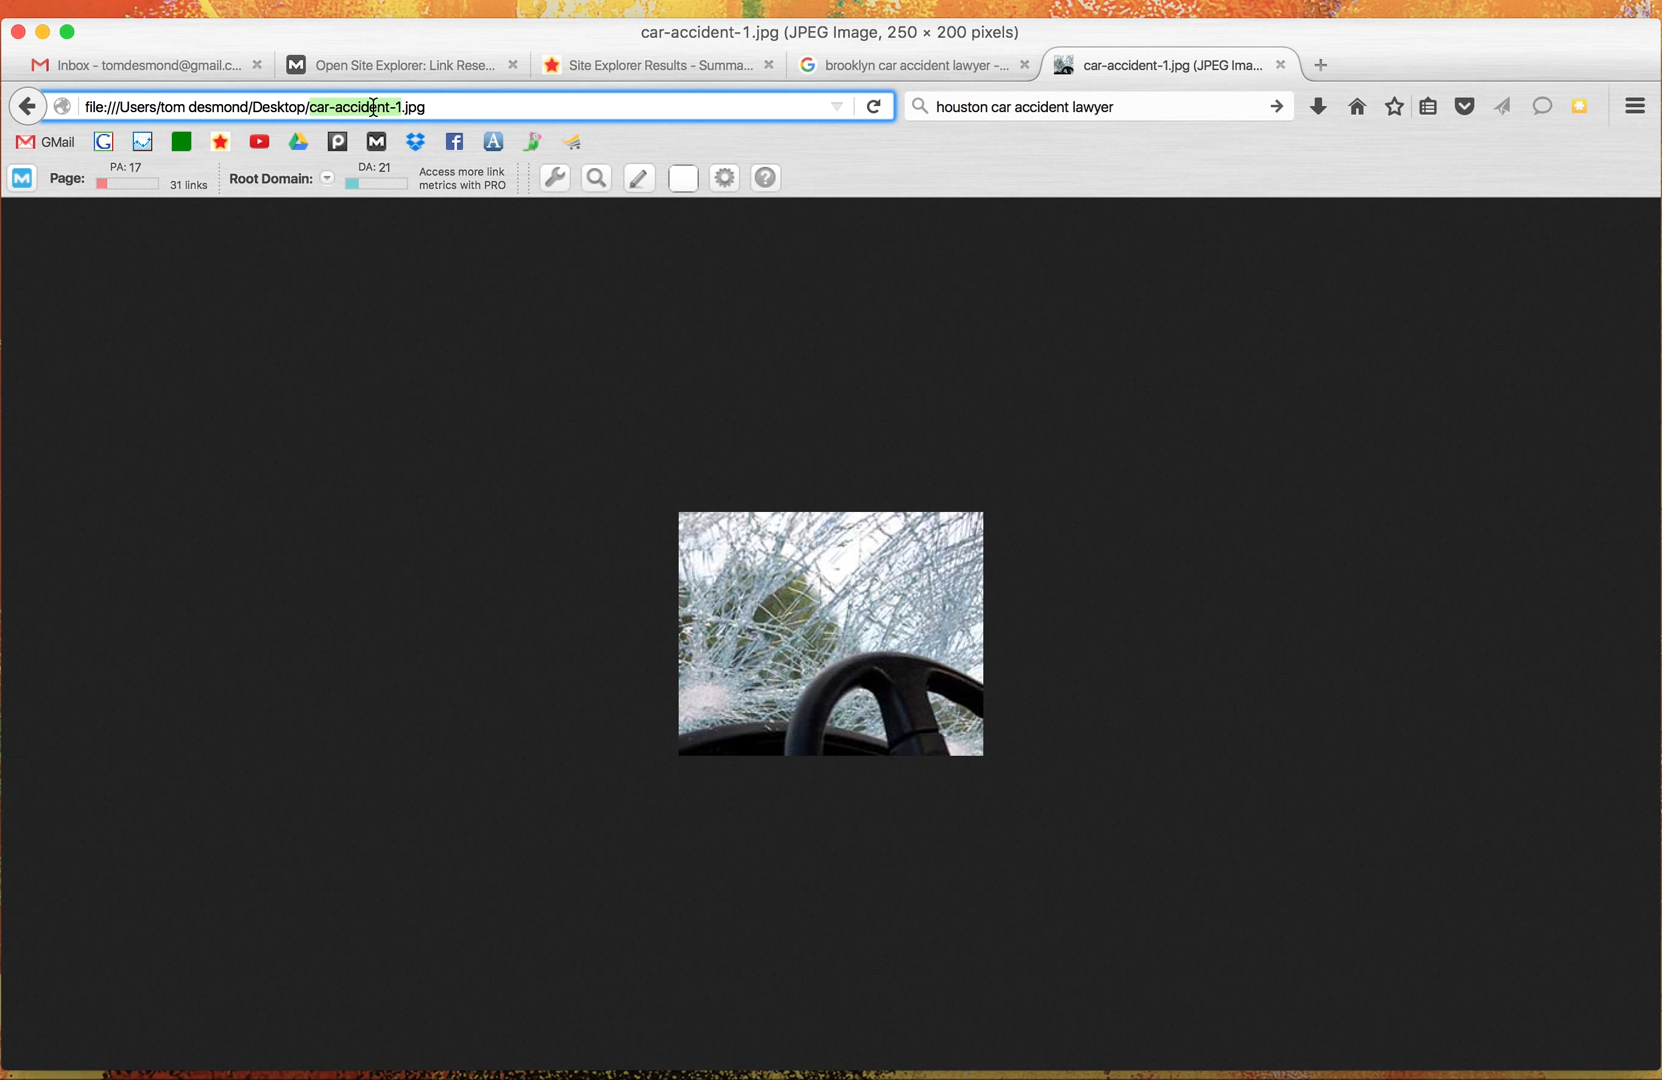 car-accident-1.jpg (JPEG Image, 250 × 200 pixels)
Inbox - tomdesmond@gmail.c...
Open Site Explorer: Link Rese...
Site Explorer Results - Summa...
brooklyn car accident lawyer -...
car-accident-1.jpg (JPEG Ima...
file:///Users/tom desmond/Desktop/car-accident-1.jpg
houston car accident lawyer
GMail
Page:
PA: 17
31 links
Root Domain:
DA: 21
Access more link
metrics with PRO